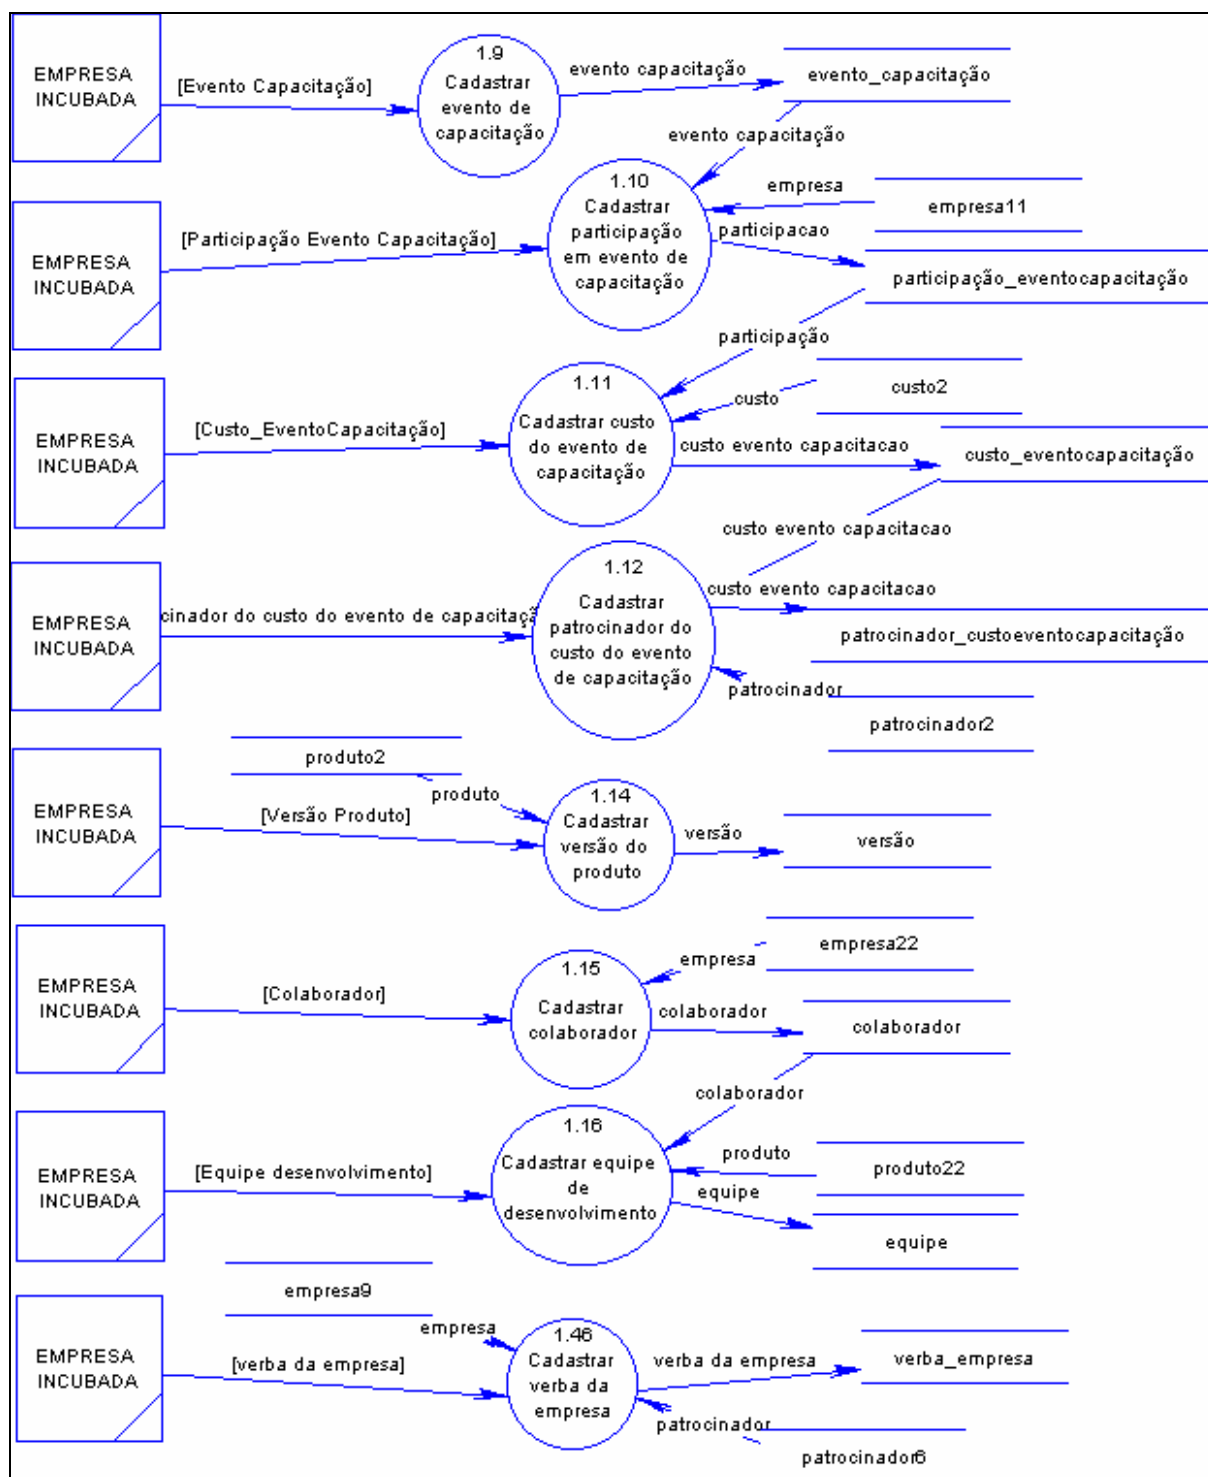 EMPRESA
INCUBADA
[Evento Capacitação]
1.9
Cadastrar
evento de
capacitação
evento capacitação
evento_capacitação
evento capacitação
EMPRESA
INCUBADA
[Participação Evento Capacitação]
1.10
Cadastrar
participação
em evento de
capacitação
empresa
empresa11
participacao
participação_eventocapacitação
participação
EMPRESA
INCUBADA
[Custo_EventoCapacitação]
1.11
Cadastrar custo
do evento de
capacitação
custo
custo2
custo evento capacitacao
custo_eventocapacitação
custo evento capacitacao
EMPRESA
INCUBADA
cinador do custo do evento de capacitaçã
1.12
Cadastrar
patrocinador do
custo do evento
de capacitação
custo evento capacitacao
patrocinador_custoeventocapacitação
patrocinador
patrocinador2
EMPRESA
INCUBADA
produto2
produto
[Versão Produto]
1.14
Cadastrar
versão do
produto
versão
versão
EMPRESA
INCUBADA
[Colaborador]
1.15
Cadastrar
colaborador
empresa
empresa22
colaborador
colaborador
colaborador
EMPRESA
INCUBADA
[Equipe desenvolvimento]
1.16
Cadastrar equipe
de
desenvolvimento
produto
produto22
equipe
equipe
EMPRESA
INCUBADA
empresa9
empresa
[verba da empresa]
1.46
Cadastrar
verba da
empresa
verba da empresa
verba_empresa
patrocinador
patrocinador6